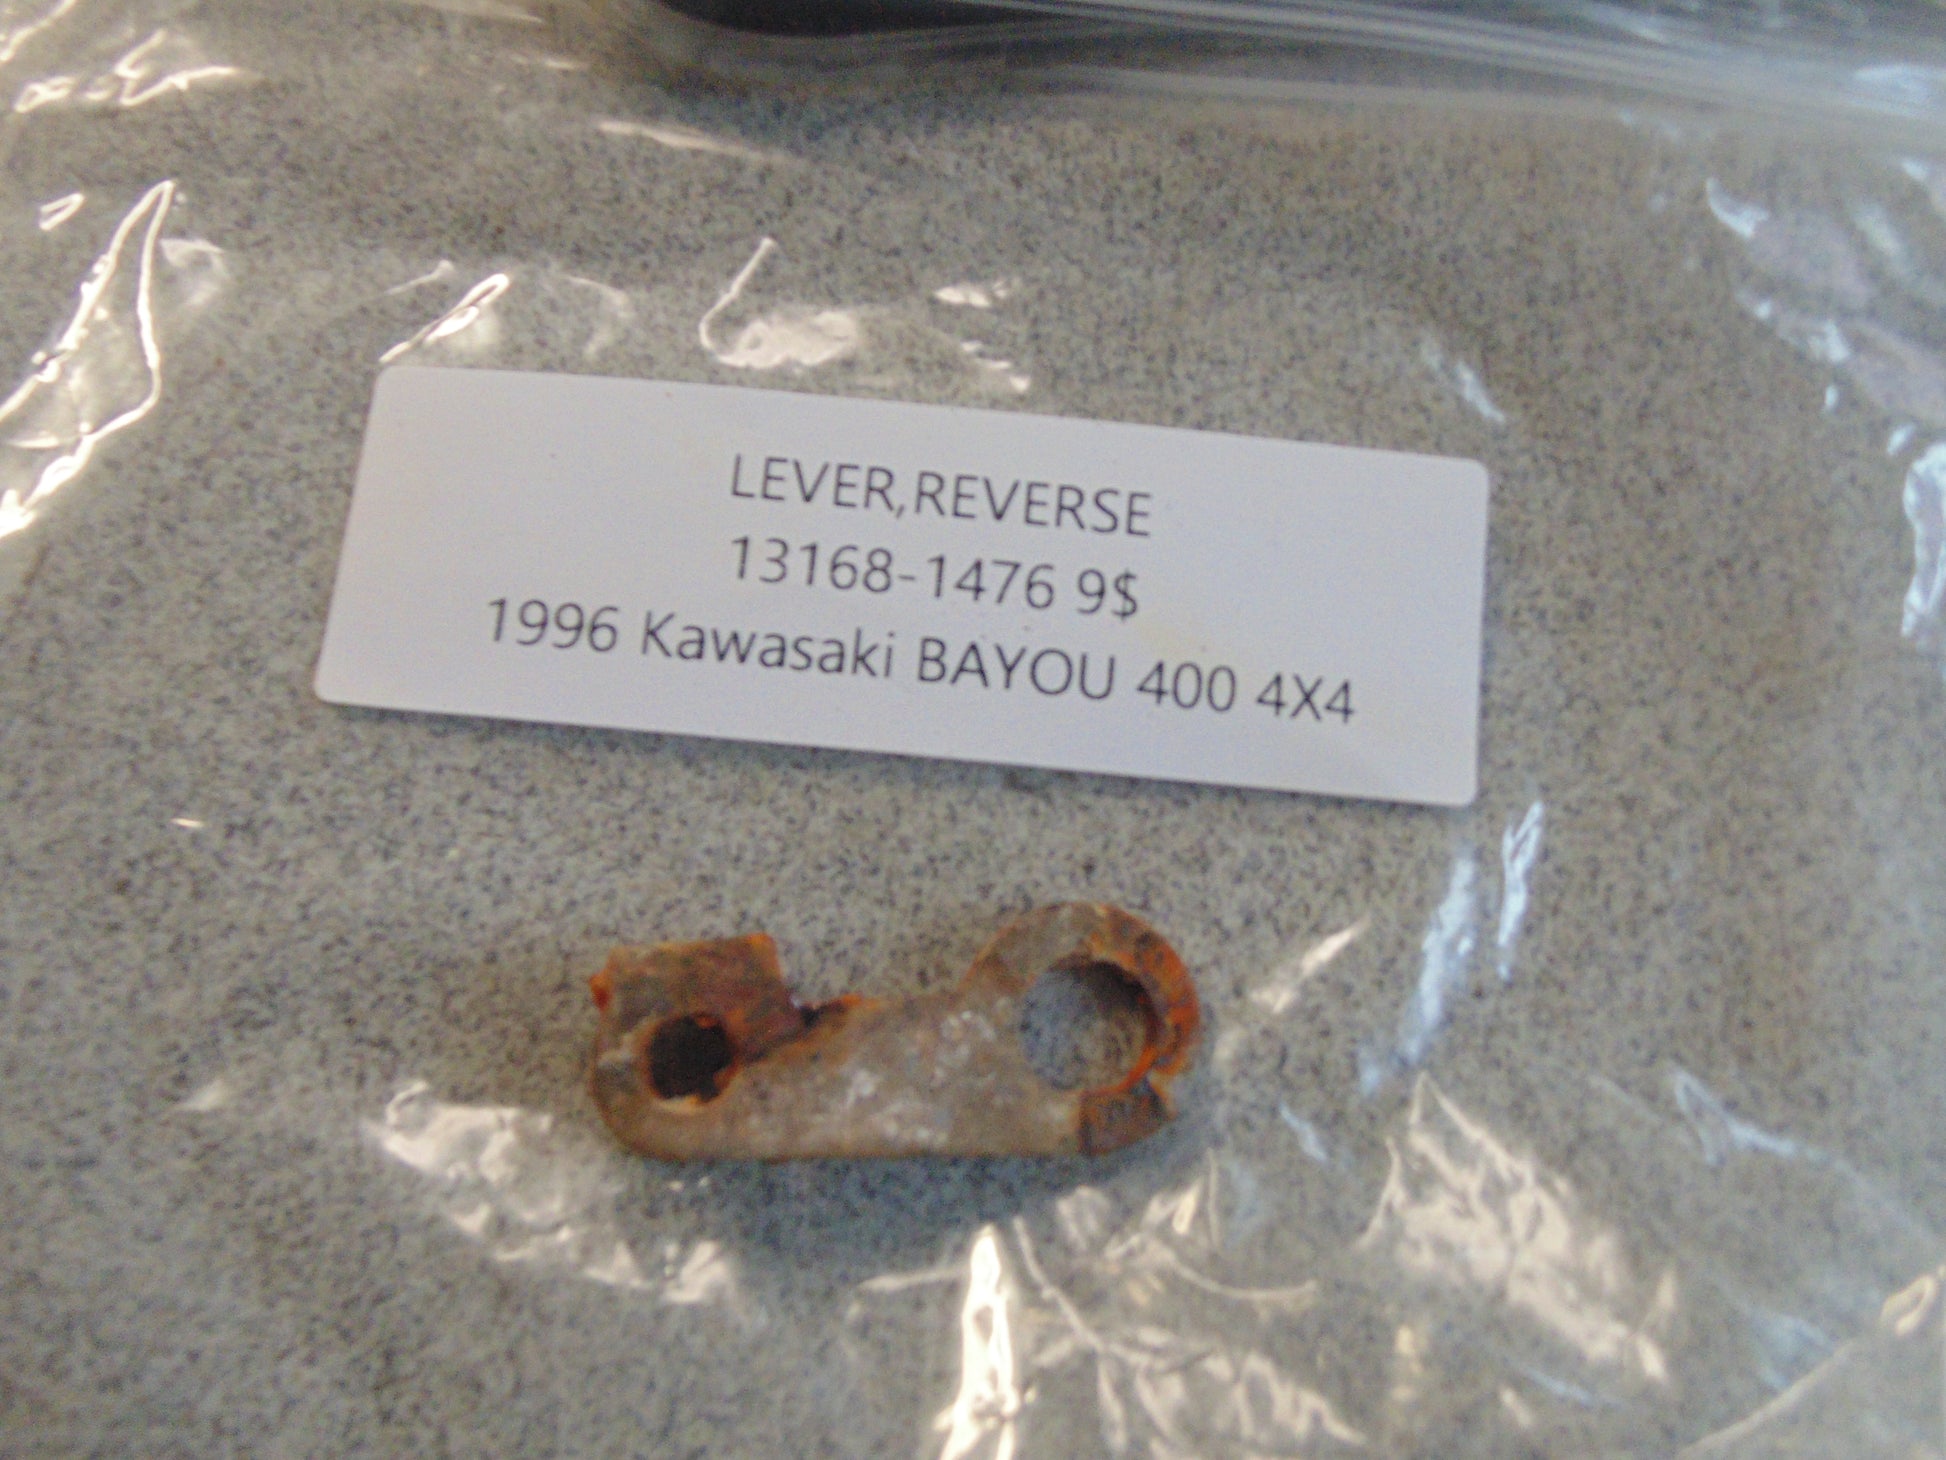 LEVER,REVERSE
13168-1476 9$
1996 Kawasaki BAYOU 400 4X4